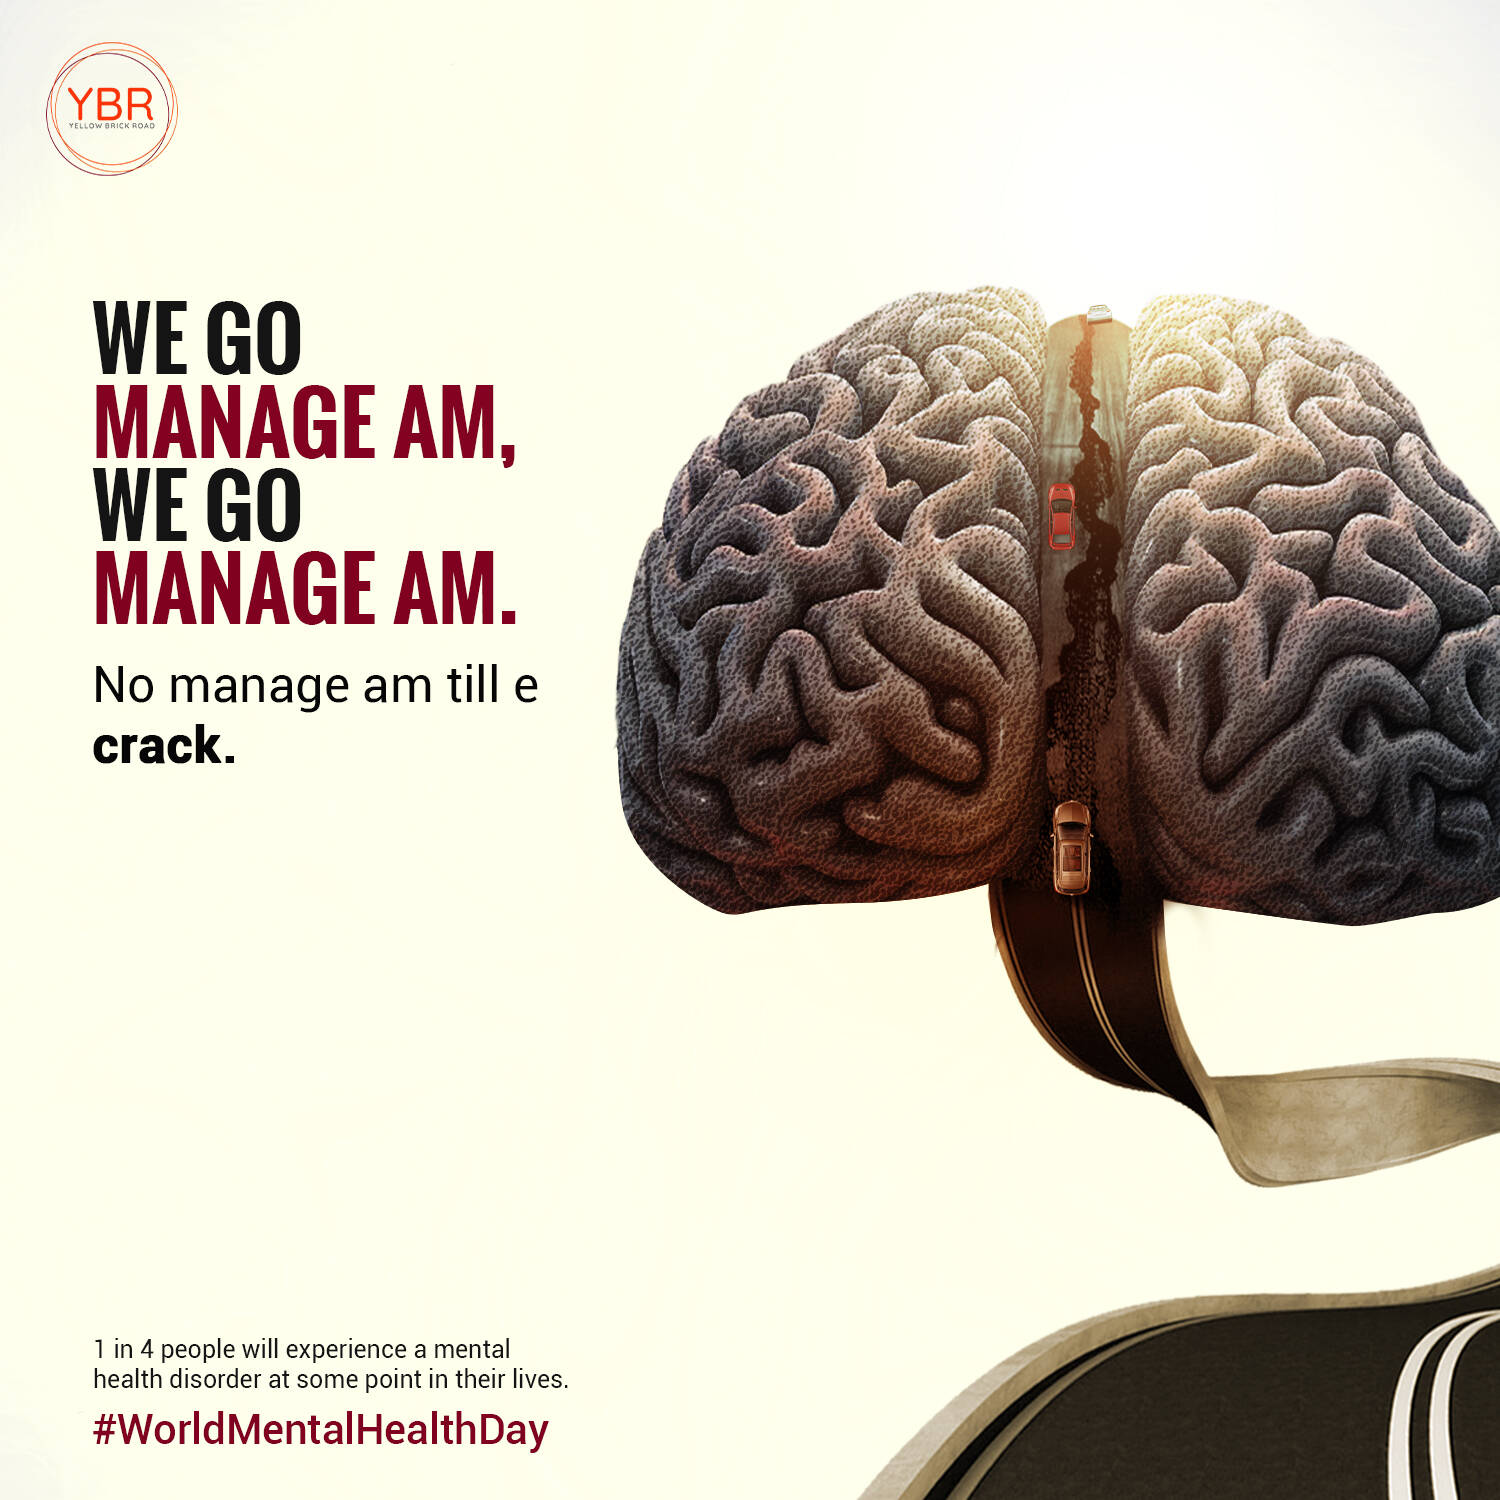 YBR
YELLOW BRICK ROAD
WE GO
MANAGE AM,
WE GO
MANAGE AM.
No manage am till e
crack.
1 in 4 people will experience a mental
health disorder at some point in their lives.
#WorldMentalHealthDay